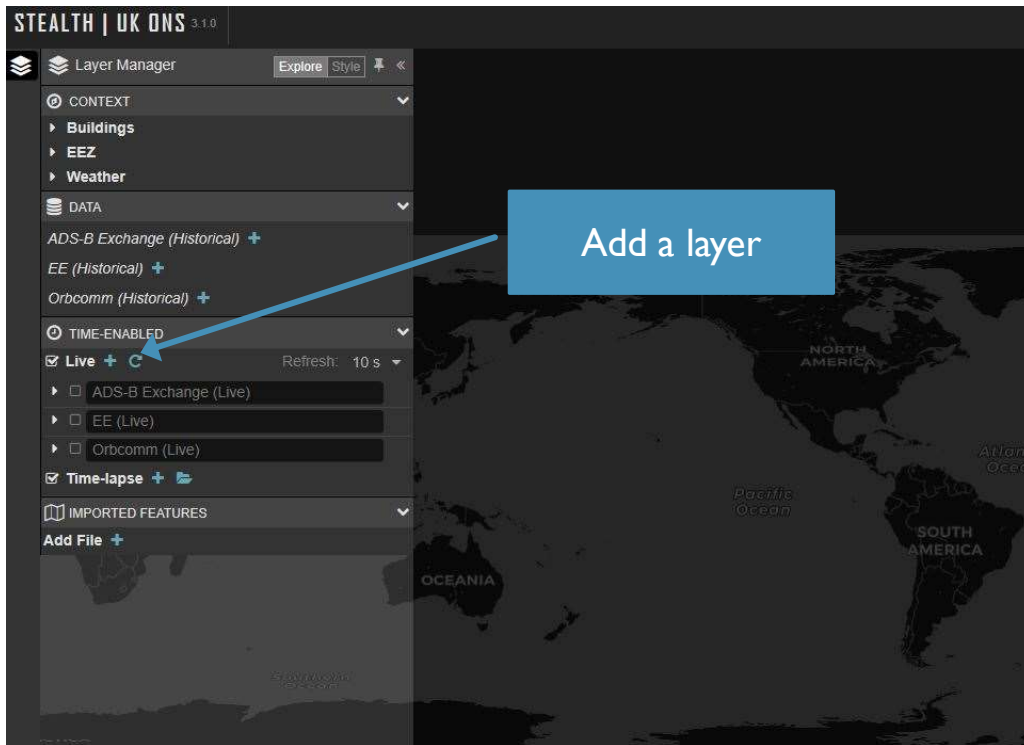 STEALTH | UK ONS 3.1.0
Layer Manager Explore Style
CONTEXT
Buildings
EEZ
Weather
DATA
ADS-B Exchange (Historical) +
EE (Historical) +
Orbcomm (Historical) +
TIME-ENABLED
Live + Refresh: 10 s
ADS-B Exchange (Live)
EE (Live)
Orbcomm (Live)
Time-lapse +
IMPORTED FEATURES
Add File +
Add a layer
NORTH
AMERICA
Pacific
Ocean
SOUTH
AMERICA
OCEANIA
Southern
Ocean